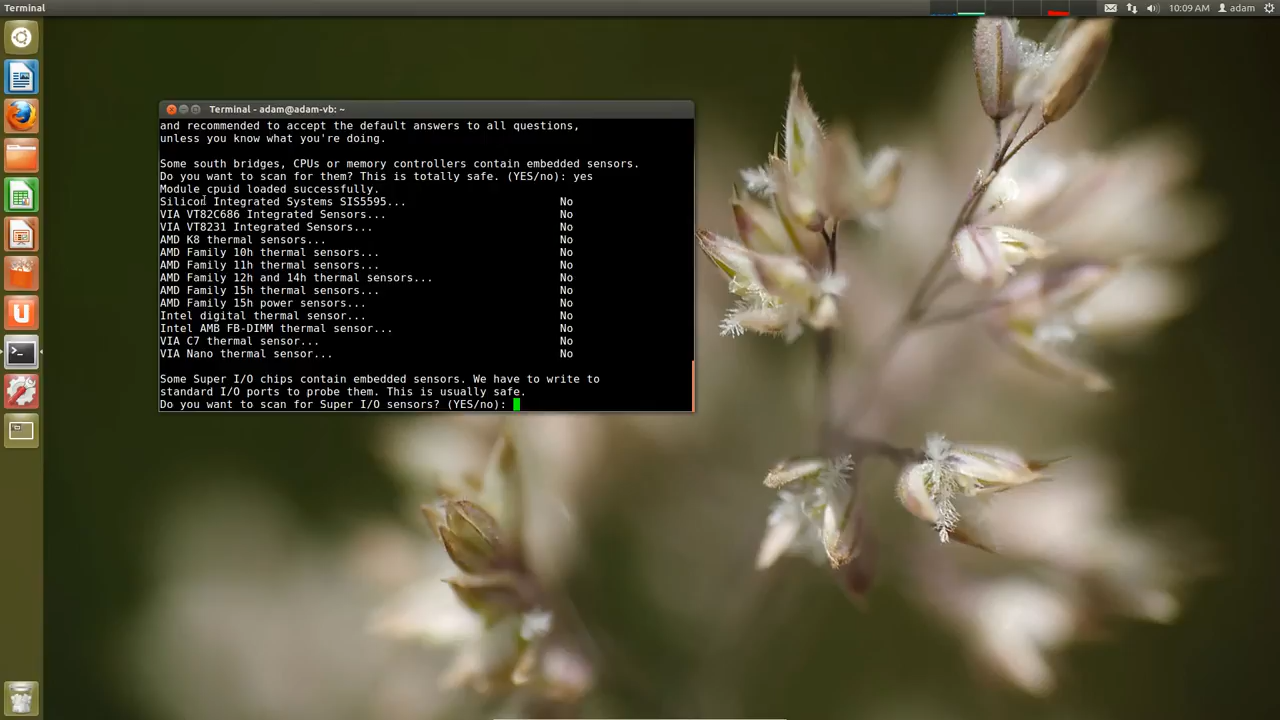 Terminal
10:09 AM
adam
Terminal - adam@adam-vb: ~
and recommended to accept the default answers to all questions,
unless you know what you're doing.
Some south bridges, CPUs or memory controllers contain embedded sensors.
Do you want to scan for them? This is totally safe. (YES/no): yes
Module cpuid loaded successfully.
Silicon Integrated Systems SIS5595... No
VIA VT82C686 Integrated Sensors... No
VIA VT8231 Integrated Sensors... No
AMD K8 thermal sensors... No
AMD Family 10h thermal sensors... No
AMD Family 11h thermal sensors... No
AMD Family 12h and 14h thermal sensors... No
AMD Family 15h thermal sensors... No
AMD Family 15h power sensors... No
Intel digital thermal sensor... No
Intel AMB FB-DIMM thermal sensor... No
VIA C7 thermal sensor... No
VIA Nano thermal sensor... No
Some Super I/O chips contain embedded sensors. We have to write to
standard I/O ports to probe them. This is usually safe.
Do you want to scan for Super I/O sensors? (YES/no):